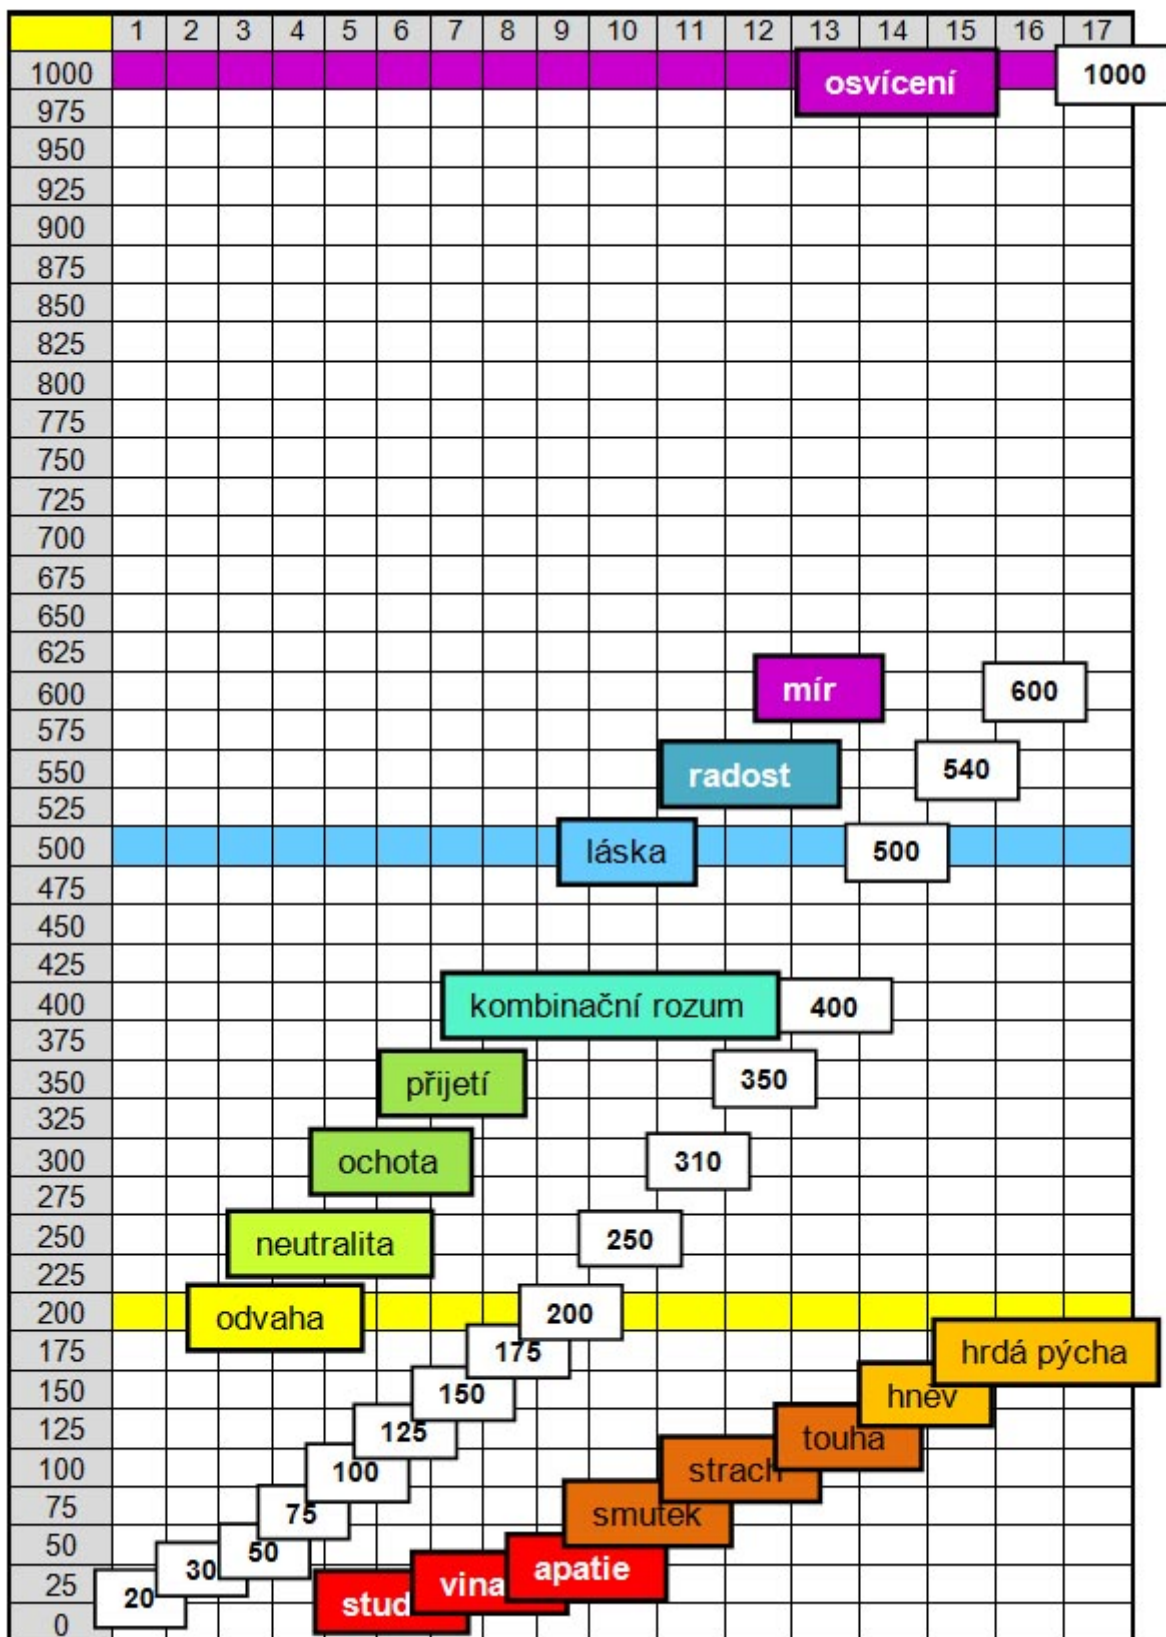 1 2 3 4 5 6 7 8 9 10 11 12 13 14 15 16 17
1000 osvícení 1000
975
950
925
900
875
850
825
800
775
750
725
700
675
650
625
600 mír 600
575
550 radost 540
525
500 láska 500
475
450
425
400 kombinační rozum 400
375
350 přijetí 350
325
300 ochota 310
275
250 neutralita 250
225
200 odvaha 200
175 175 hrdá pýcha
150 150 hněv
125 125 touha
100 100 strach
75 75 smutek
50 50 apatie
25 30 vina
20 stud
0